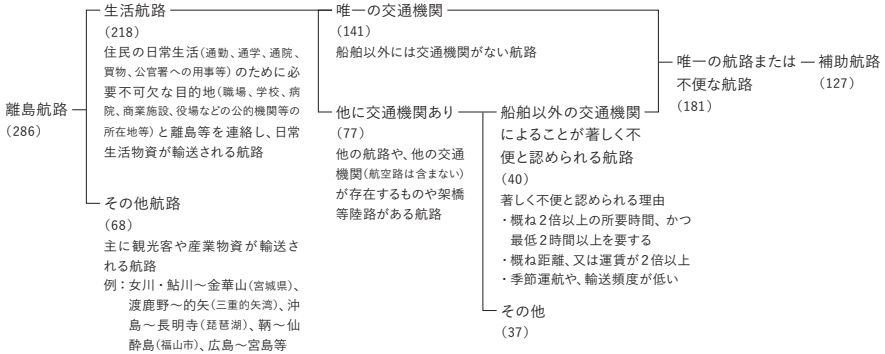 離島航路
(286)
生活航路
(218)
住民の日常生活(通勤、通学、通院、
買物、公官署への用事等)のために必
要不可欠な目的地(職場、学校、病
院、商業施設、役場などの公的機関等の
所在地等)と離島等を連絡し、日常
生活物資が輸送される航路
その他航路
(68)
主に観光客や産業物資が輸送さ
れる航路
例：女川・鮎川～金華山(宮城県)、
渡鹿野～的矢(三重的矢湾)、沖
島～長明寺(琵琶湖)、鞆～仙
酔島(福山市)、広島～宮島等
唯一の交通機関
(141)
船舶以外には交通機関がない航路
他に交通機関あり
(77)
他の航路や、他の交通
機関(航空路は含まない)
が存在するものや架橋
等陸路がある航路
船舶以外の交通機関
によることが著しく不
便と認められる航路
(40)
著しく不便と認められる理由
・概ね2倍以上の所要時間、かつ
最低2時間以上を要する
・概ね距離、又は運賃が2倍以上
・季節運航や、輸送頻度が低い
その他
(37)
唯一の航路または
不便な航路
(181)
補助航路
(127)